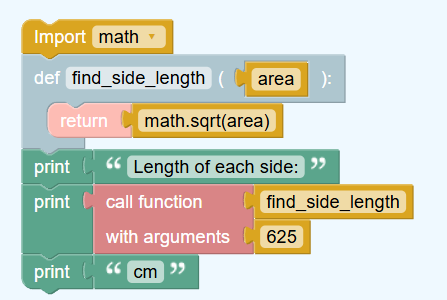 Import math
def find_side_length ( area ):
return math.sqrt(area)
print “ Length of each side: ”
print call function find_side_length
with arguments 625
print “ cm ”